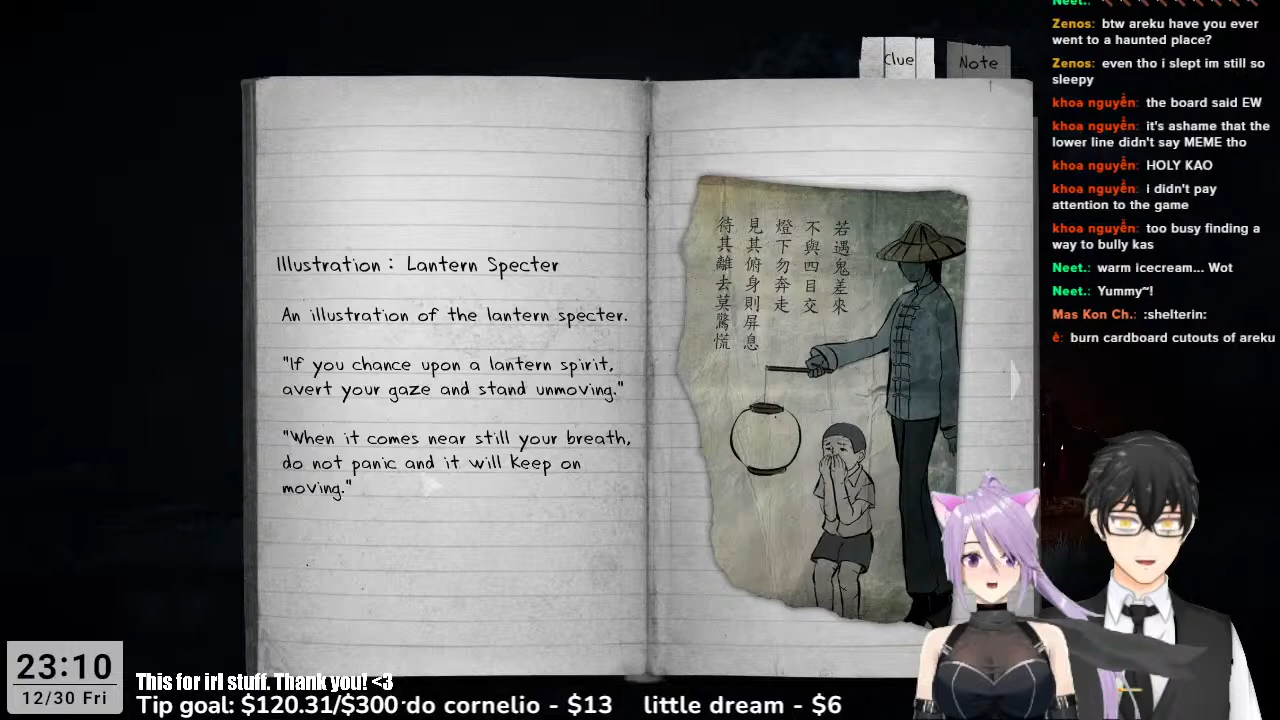 Clue
Note
Illustration : Lantern Specter
An illustration of the lantern specter.
"If you chance upon a lantern spirit,
avert your gaze and stand unmoving."
"When it comes near still your breath,
do not panic and it will keep on
moving."
若遇鬼差來
不與四目交
燈下勿奔走
見其俯身則屏息
待其離去莫驚慌
Neet.:
Zenos: btw areku have you ever
went to a haunted place?
Zenos: even tho i slept im still so
sleepy
khoa nguyễn: the board said EW
khoa nguyễn: it's ashame that the
lower line didn't say MEME tho
khoa nguyễn: HOLY KAO
khoa nguyễn: i didn't pay
attention to the game
khoa nguyễn: too busy finding a
way to bully kas
Neet.: warm icecream... Wot
Neet.: Yummy~!
Mas Kon Ch.: :shelterin:
ê: burn cardboard cutouts of areku
23:10
12/30 Fri
This for irl stuff. Thank you! <3
Tip goal: $120.31/$300
do cornelio - $13 little dream - $6